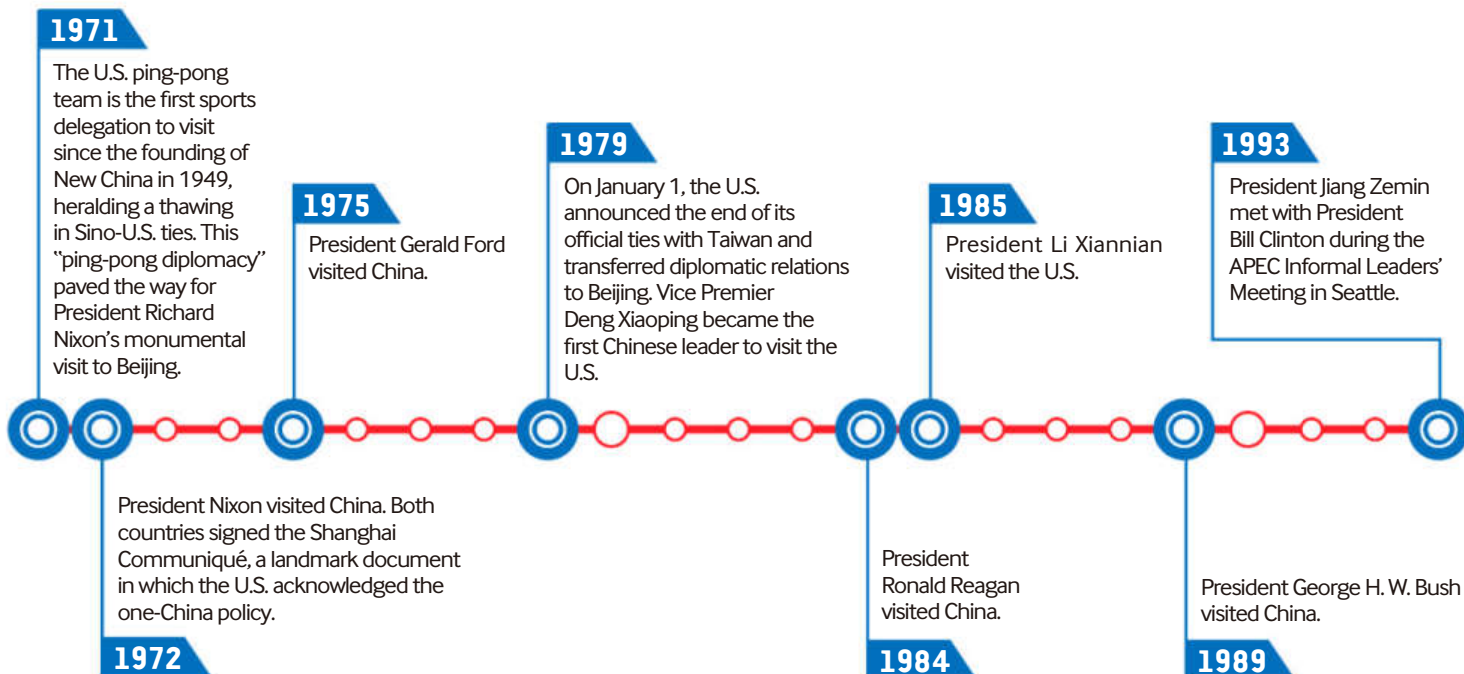 1971
The U.S. ping-pong
team is the first sports
delegation to visit
since the founding of
New China in 1949,
heralding a thawing
in Sino-U.S. ties. This
“ping-pong diplomacy”
paved the way for
President Richard
Nixon’s monumental
visit to Beijing.
President Nixon visited China. Both
countries signed the Shanghai
Communiqué, a landmark document
in which the U.S. acknowledged the
one-China policy.
1972
1975
President Gerald Ford
visited China.
1979
On January 1, the U.S.
announced the end of its
official ties with Taiwan and
transferred diplomatic relations
to Beijing. Vice Premier
Deng Xiaoping became the
first Chinese leader to visit the
U.S.
President
Ronald Reagan
visited China.
1984
1985
President Li Xiannian
visited the U.S.
President George H. W. Bush
visited China.
1989
1993
President Jiang Zemin
met with President
Bill Clinton during the
APEC Informal Leaders’
Meeting in Seattle.